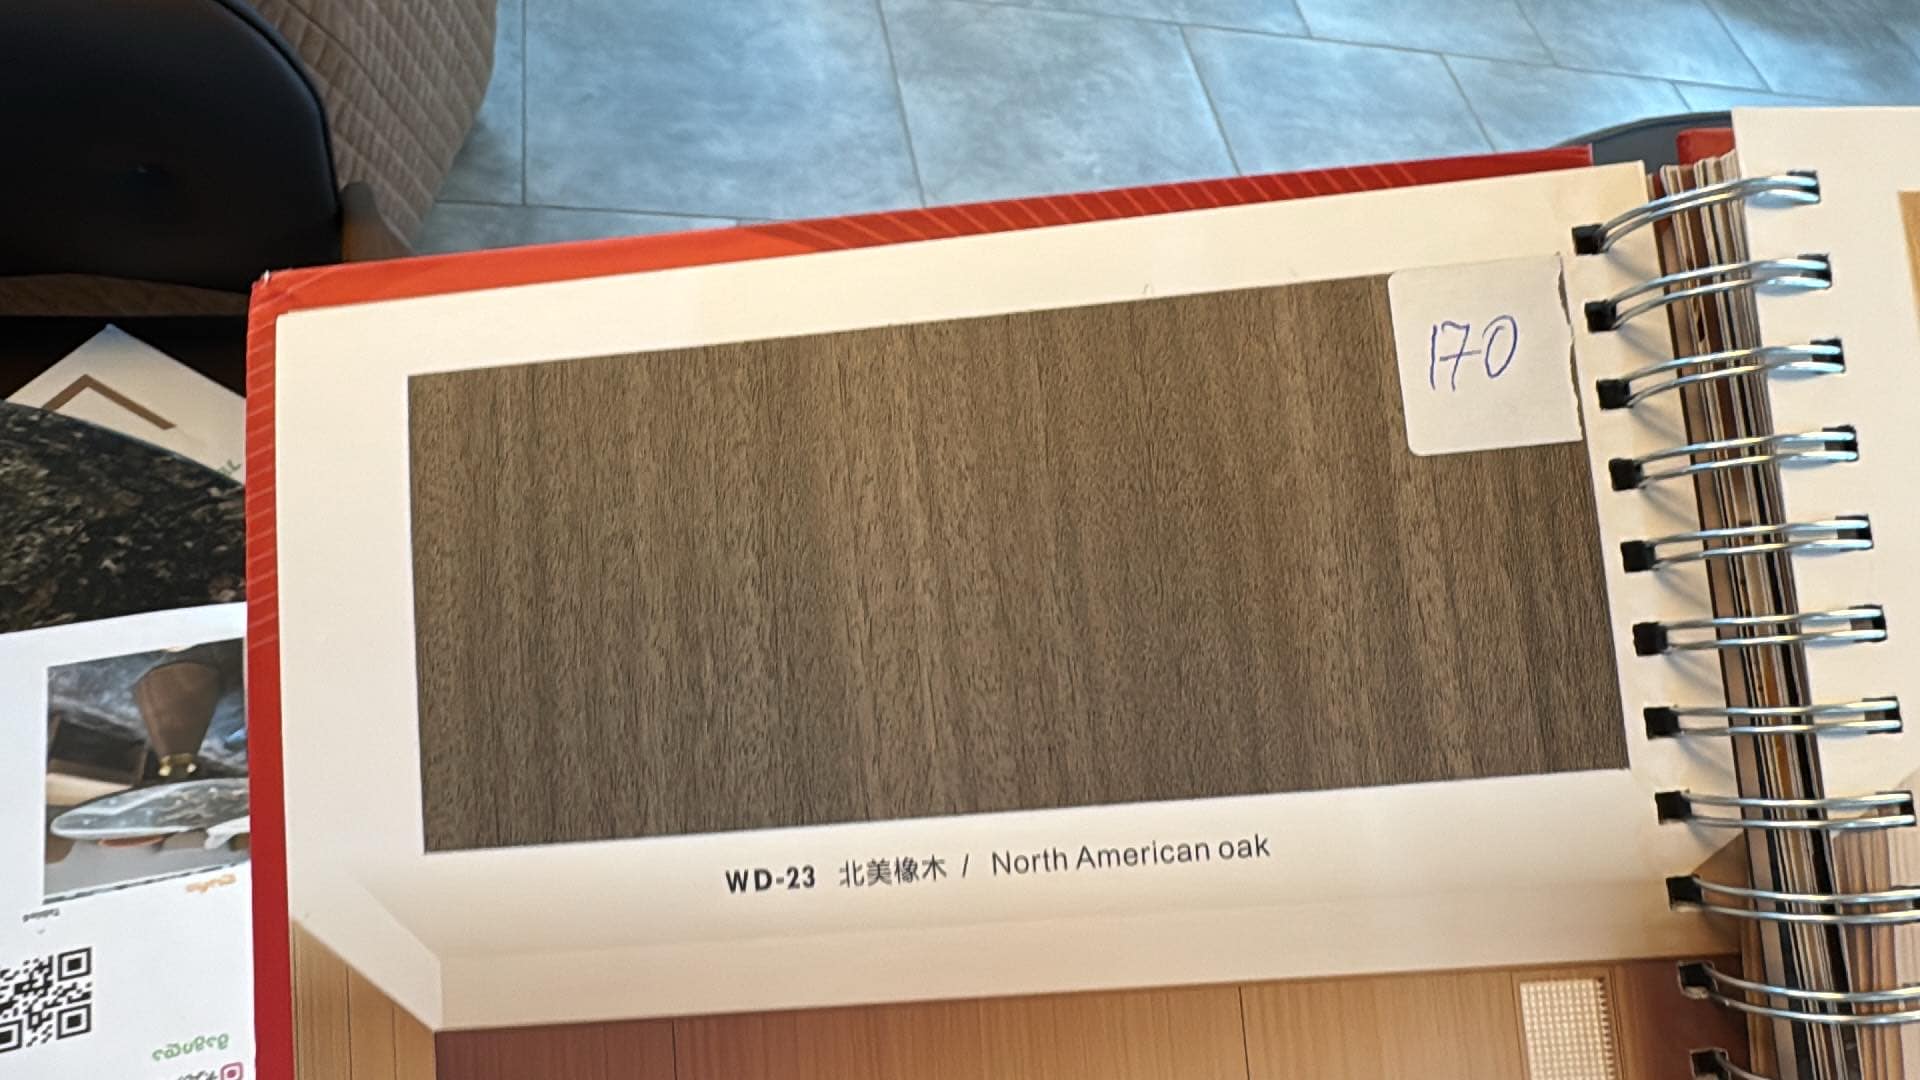 170
WD-23 北美橡木 / North American oak